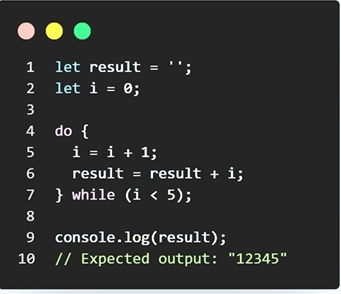 1 let result = '';
2 let i = 0;
3
4 do {
5   i = i + 1;
6   result = result + i;
7 } while (i < 5);
8
9 console.log(result);
10 // Expected output: "12345"